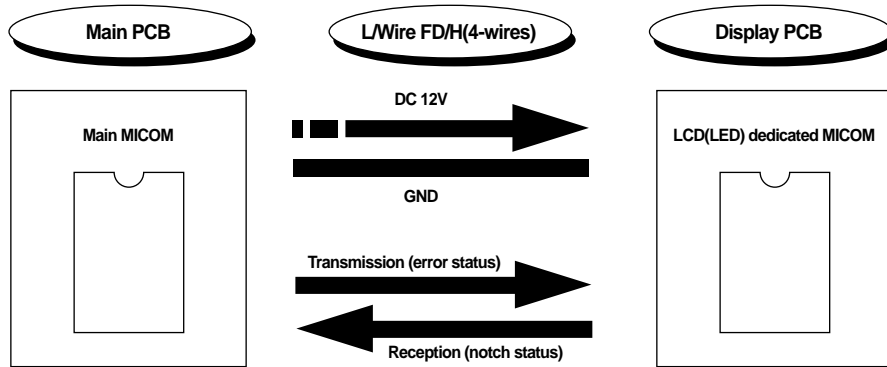 Main PCB
L/Wire FD/H(4-wires)
Display PCB
Main MICOM
DC 12V
GND
LCD(LED) dedicated MICOM
Transmission (error status)
Reception (notch status)